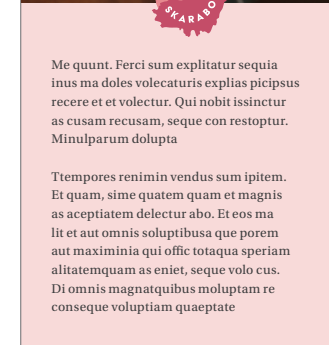 SKARABO
Me quunt. Ferci sum explitatur sequia
inus ma doles volecaturis explias picipsus
recere et et volectur. Qui nobit issinctur
as cusam recusam, seque con restoptur.
Minulparum dolupta
Ttempores renimin vendus sum ipitem.
Et quam, sime quatem quam et magnis
as aceptiatem delectur abo. Et eos ma
lit et aut omnis soluptibusa que porem
aut maximinia qui offic totaqua speriam
alitatemquam as eniet, seque volo cus.
Di omnis magnatquibus moluptam re
conseque voluptiam quaeptate